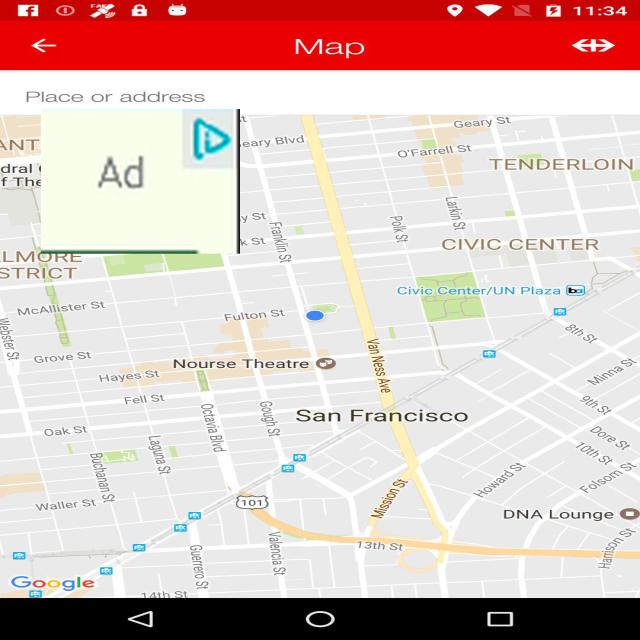 11:34
Map
Place or address
Ad
Geary St
eary Blvd
O'Farrell St
TENDERLOIN
ANT
dral
f The
y St
k St
Franklin St
Polk St
Larkin St
CIVIC CENTER
LLMORE
STRICT
Civic Center/UN Plaza
McAllister St
Fulton St
8th St
Webster St
Grove St
Nourse Theatre
Van Ness Ave
Hayes St
Minna St
Fell St
9th St
San Francisco
Octavia Blvd
Gough St
Oak St
Dore St
10th St
Laguna St
Buchanan St
Folsom St
Howard St
Waller St
101
Mission St
DNA Lounge
Harrison St
13th St
Guerrero St
Valencia St
Google
14th St